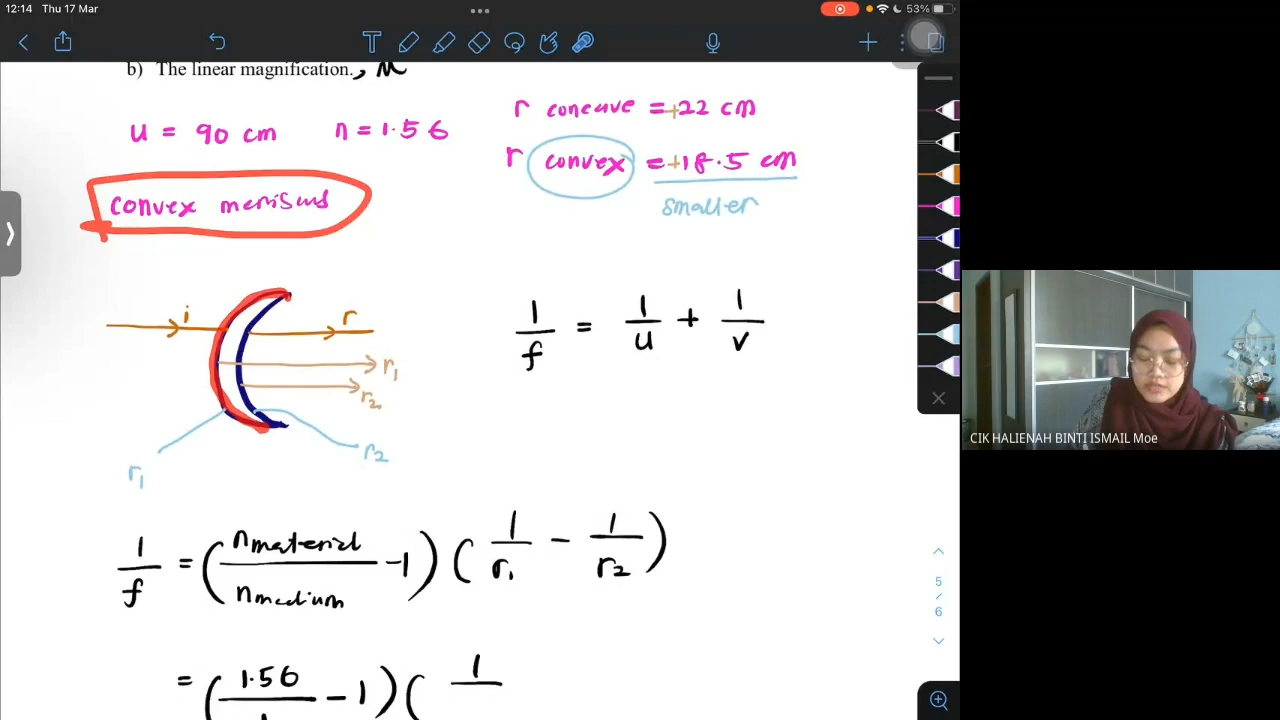 12:14 Thu 17 Mar
53%
b) The linear magnification. , M
u = 90 cm n = 1.56
r concave = +22 cm
r convex = +18.5 cm
smaller
convex meniscus
i
r
r1
r2
r1
r2
1/f = 1/u + 1/v
1/f = (nmaterial/nmedium - 1) (1/r1 - 1/r2)
= (1.56/1 - 1) (1/
5
/
6
CIK HALIENAH BINTI ISMAIL Moe